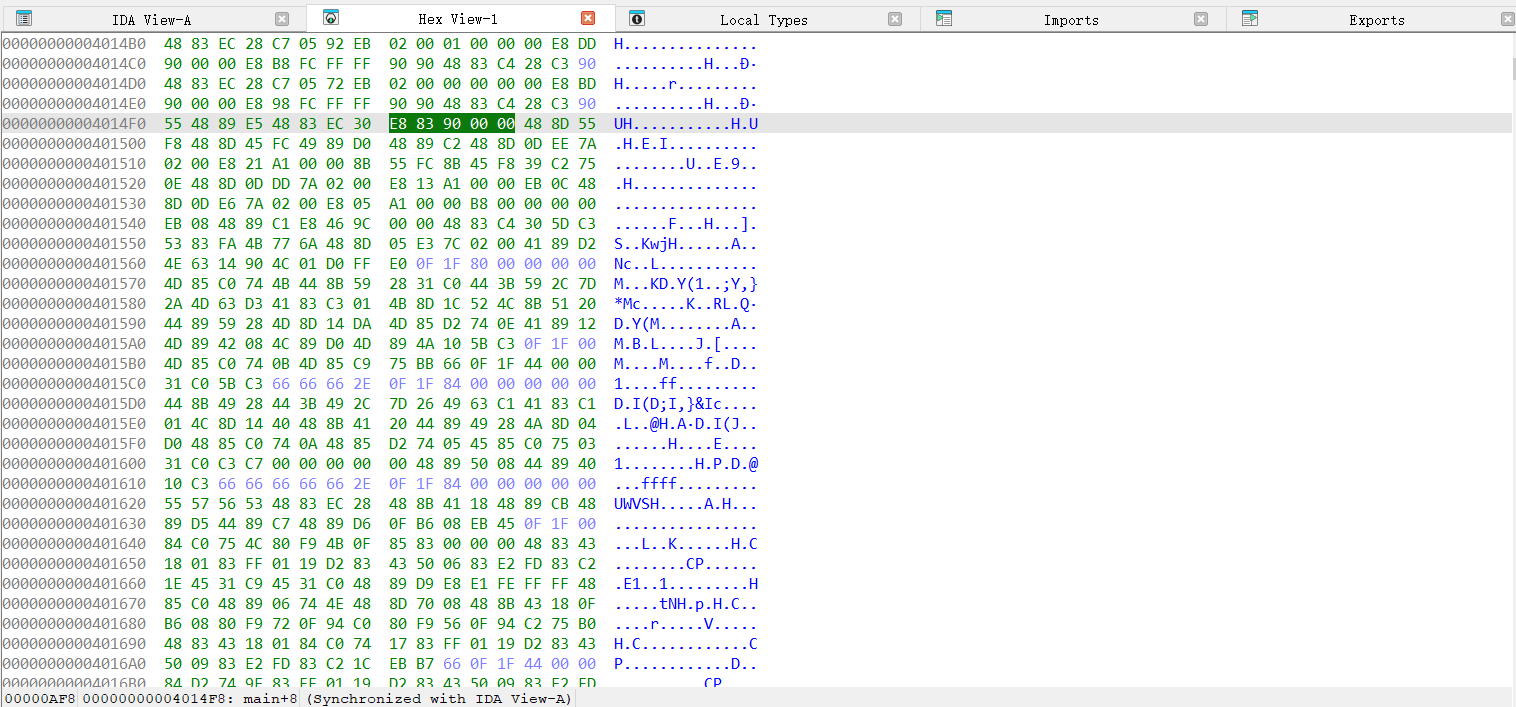 IDA View-A Hex View-1 Local Types Imports Exports
00000000004014B0 48 83 EC 28 C7 05 92 EB 02 00 01 00 00 00 E8 DD H...............
00000000004014C0 90 00 00 E8 B8 FC FF FF 90 90 48 83 C4 28 C3 90 ..........H...Đ·
00000000004014D0 48 83 EC 28 C7 05 72 EB 02 00 00 00 00 00 E8 BD H.....r.........
00000000004014E0 90 00 00 E8 98 FC FF FF 90 90 48 83 C4 28 C3 90 ..........H...Đ·
00000000004014F0 55 48 89 E5 48 83 EC 30 E8 83 90 00 00 48 8D 55 UH...........H.U
0000000000401500 F8 48 8D 45 FC 49 89 D0 48 89 C2 48 8D 0D EE 7A .H.E.I..........
0000000000401510 02 00 E8 21 A1 00 00 8B 55 FC 8B 45 F8 39 C2 75 ........U..E.9..
0000000000401520 0E 48 8D 0D DD 7A 02 00 E8 13 A1 00 00 EB 0C 48 .H..............
0000000000401530 8D 0D E6 7A 02 00 E8 05 A1 00 00 B8 00 00 00 00 ................
0000000000401540 EB 08 48 89 C1 E8 46 9C 00 00 48 83 C4 30 5D C3 ......F...H...].
0000000000401550 53 83 FA 4B 77 6A 48 8D 05 E3 7C 02 00 41 89 D2 S..KwjH......A..
0000000000401560 4E 63 14 90 4C 01 D0 FF E0 0F 1F 80 00 00 00 00 Nc..L...........
0000000000401570 4D 85 C0 74 4B 44 8B 59 28 31 C0 44 3B 59 2C 7D M...KD.Y(1..;Y,}
0000000000401580 2A 4D 63 D3 41 83 C3 01 4B 8D 1C 52 4C 8B 51 20 *Mc.....K..RL.Q·
0000000000401590 44 89 59 28 4D 8D 14 DA 4D 85 D2 74 0E 41 89 12 D.Y(M........A..
00000000004015A0 4D 89 42 08 4C 89 D0 4D 89 4A 10 5B C3 0F 1F 00 M.B.L....J.[....
00000000004015B0 4D 85 C0 74 0B 4D 85 C9 75 BB 66 0F 1F 44 00 00 M....M....f..D..
00000000004015C0 31 C0 5B C3 66 66 66 2E 0F 1F 84 00 00 00 00 00 1....ff.........
00000000004015D0 44 8B 49 28 44 3B 49 2C 7D 26 49 63 C1 41 83 C1 D.I(D;I,}&Ic....
00000000004015E0 01 4C 8D 14 40 48 8B 41 20 44 89 49 28 4A 8D 04 .L..@H.A·D.I(J..
00000000004015F0 D0 48 85 C0 74 0A 48 85 D2 74 05 45 85 C0 75 03 ......H....E....
0000000000401600 31 C0 C3 C7 00 00 00 00 00 48 89 50 08 44 89 40 1........H.P.D.@
0000000000401610 10 C3 66 66 66 66 66 2E 0F 1F 84 00 00 00 00 00 ...ffff.........
0000000000401620 55 57 56 53 48 83 EC 28 48 8B 41 18 48 89 CB 48 UWVSH.....A.H...
0000000000401630 89 D5 44 89 C7 48 89 D6 0F B6 08 EB 45 0F 1F 00 ................
0000000000401640 84 C0 75 4C 80 F9 4B 0F 85 83 00 00 00 48 83 43 ...L..K......H.C
0000000000401650 18 01 83 FF 01 19 D2 83 43 50 06 83 E2 FD 83 C2 ........CP......
0000000000401660 1E 45 31 C9 45 31 C0 48 89 D9 E8 E1 FE FF FF 48 .E1..1.........H
0000000000401670 85 C0 48 89 06 74 4E 48 8D 70 08 48 8B 43 18 0F .....tNH.p.H.C..
0000000000401680 B6 08 80 F9 72 0F 94 C0 80 F9 56 0F 94 C2 75 B0 ....r.....V.....
0000000000401690 48 83 43 18 01 84 C0 74 17 83 FF 01 19 D2 83 43 H.C............C
00000000004016A0 50 09 83 E2 FD 83 C2 1C EB B7 66 0F 1F 44 00 00 P............D..
00000000004016B0 84 D2 74 9E 83 FF 01 19 D2 83 43 50 09 83 E2 FD ..........CP....
00000AF8 00000000004014F8: main+8 (Synchronized with IDA View-A)